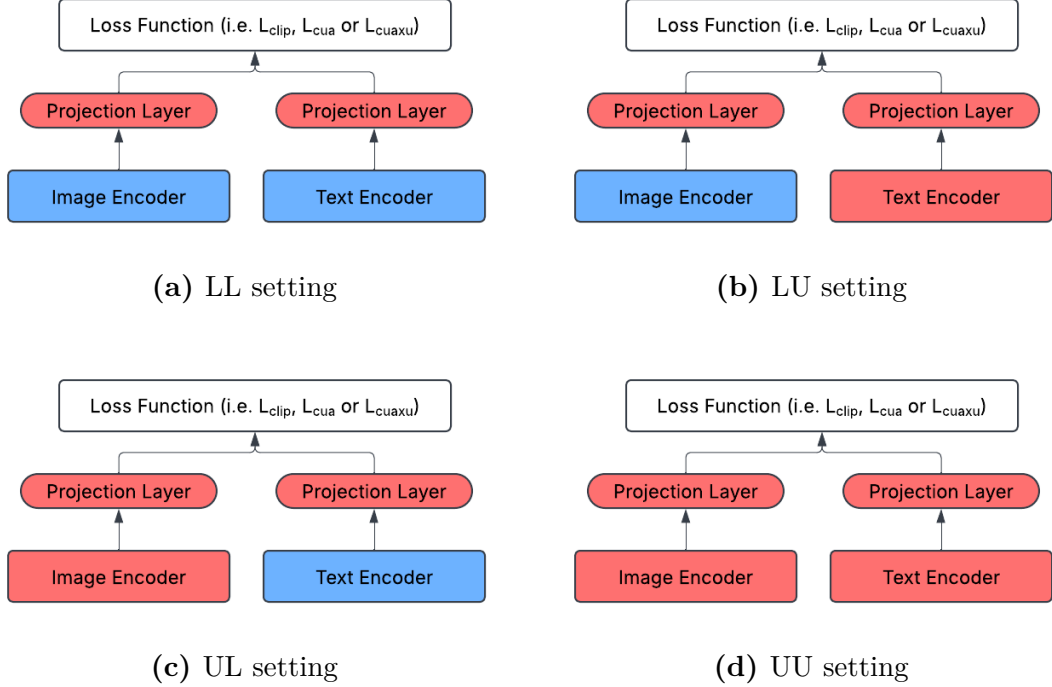 Loss Function (i.e. Lclip, Lcua or Lcuaxu)
Projection Layer
Projection Layer
Image Encoder
Text Encoder
(a) LL setting
Loss Function (i.e. Lclip, Lcua or Lcuaxu)
Projection Layer
Projection Layer
Image Encoder
Text Encoder
(b) LU setting
Loss Function (i.e. Lclip, Lcua or Lcuaxu)
Projection Layer
Projection Layer
Image Encoder
Text Encoder
(c) UL setting
Loss Function (i.e. Lclip, Lcua or Lcuaxu)
Projection Layer
Projection Layer
Image Encoder
Text Encoder
(d) UU setting